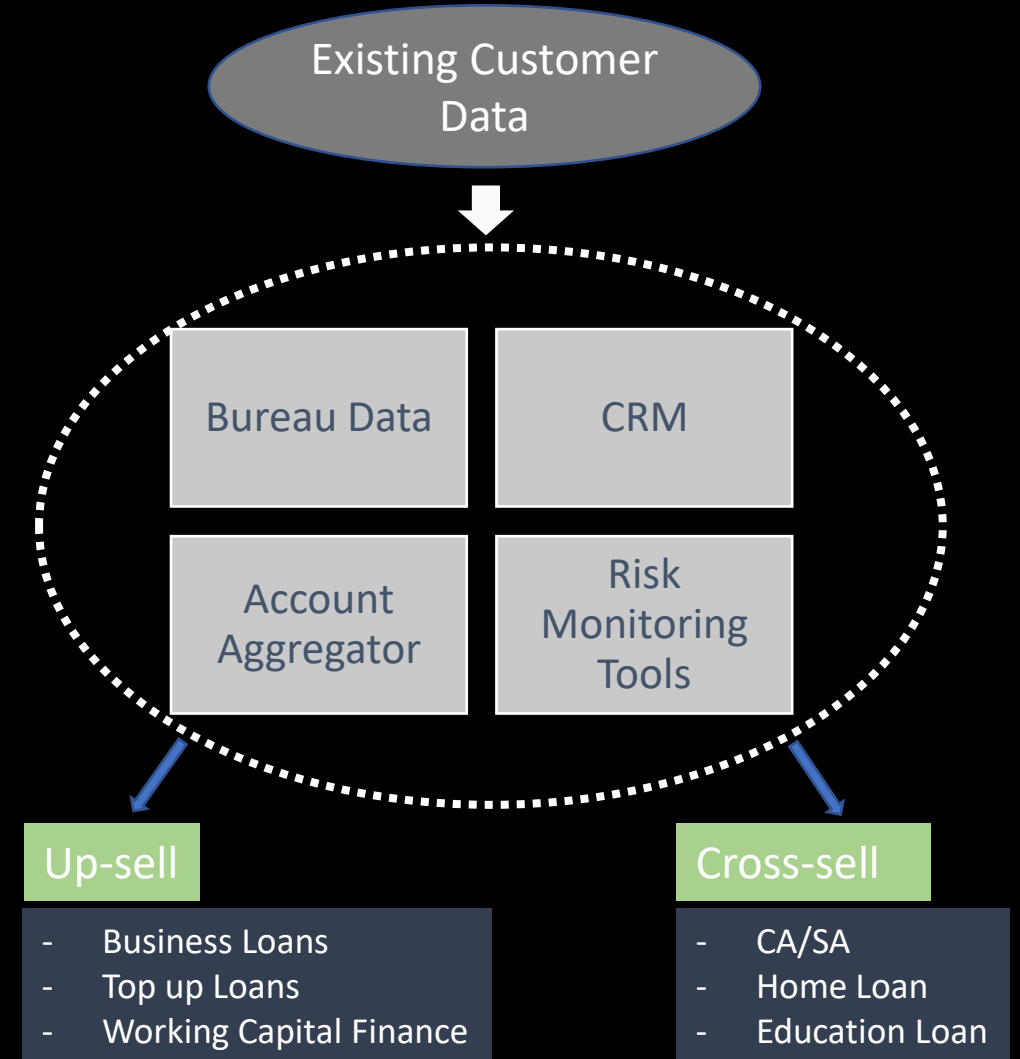 Existing Customer
Data
Bureau Data
CRM
Account
Aggregator
Risk
Monitoring
Tools
Up-sell
- Business Loans
- Top up Loans
- Working Capital Finance
Cross-sell
- CA/SA
- Home Loan
- Education Loan